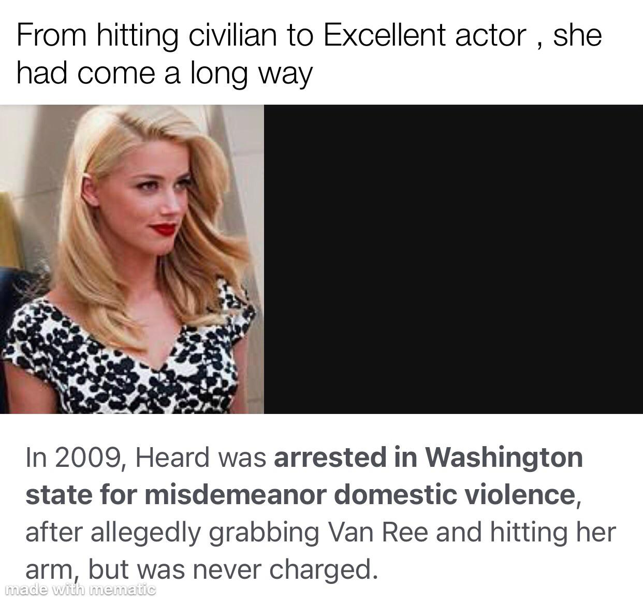 From hitting civilian to Excellent actor , she
had come a long way
In 2009, Heard was arrested in Washington
state for misdemeanor domestic violence,
after allegedly grabbing Van Ree and hitting her
arm, but was never charged.
made with mematic